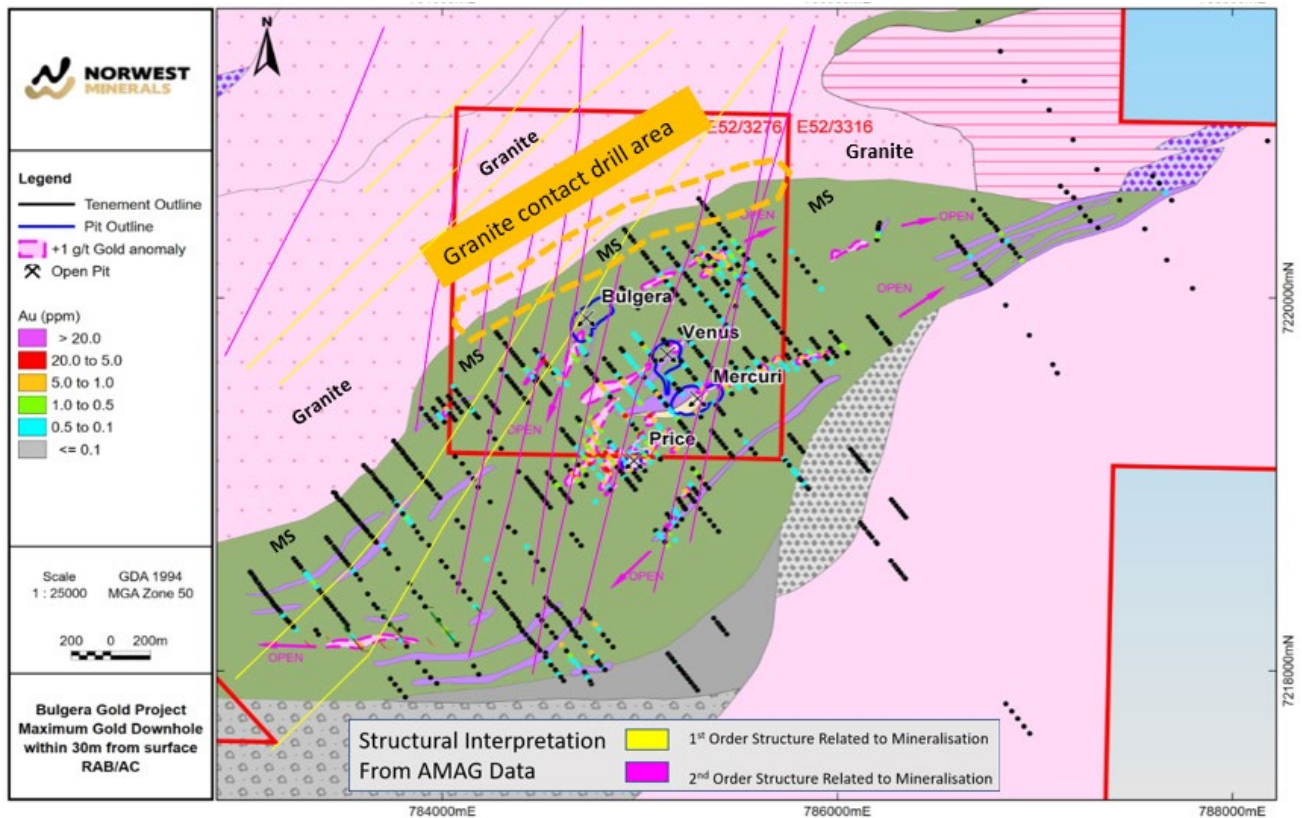 NORWEST
MINERALS
Legend
Tenement Outline
Pit Outline
+1 g/t Gold anomaly
Open Pit
Au (ppm)
> 20.0
20.0 to 5.0
5.0 to 1.0
1.0 to 0.5
0.5 to 0.1
<= 0.1
Scale
1 : 25000
GDA 1994
MGA Zone 50
200 0 200m
Bulgera Gold Project
Maximum Gold Downhole
within 30m from surface
RAB/AC
N
E52/3276
E52/3316
Granite
Granite
Granite contact drill area
MS
OPEN
OPEN
MS
Bulgera
OPEN
Venus
MS
Mercuri
Granite
OPEN
Price
MS
OPEN
OPEN
Structural Interpretation
From AMAG Data
1st Order Structure Related to Mineralisation
2nd Order Structure Related to Mineralisation
7220000mN
7218000mN
784000mE
786000mE
788000mE